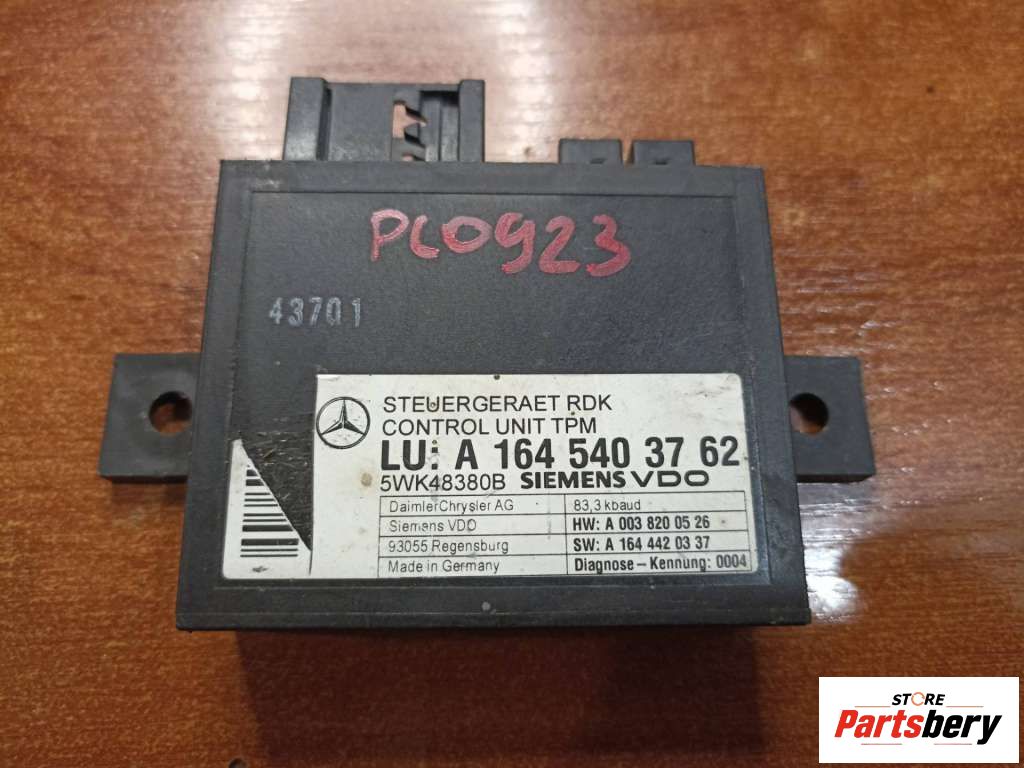 PC0923
43701
STEUERGERAET RDK
CONTROL UNIT TPM
LU: A 164 540 37 62
5WK48380B SIEMENS VDO
DaimlerChrysler AG 83,3 kbaud
Siemens VDO HW: A 003 820 05 26
93055 Regensburg SW: A 164 442 03 37
Made in Germany Diagnose – Kennung: 0004
STORE
Partsbery